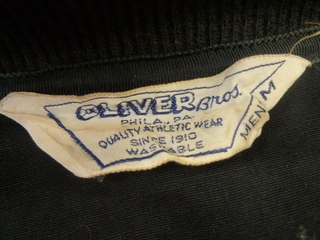 OLIVER Bros.
PHILA., PA.
QUALITY ATHLETIC WEAR
SINCE 1910
WASHABLE
MEN M